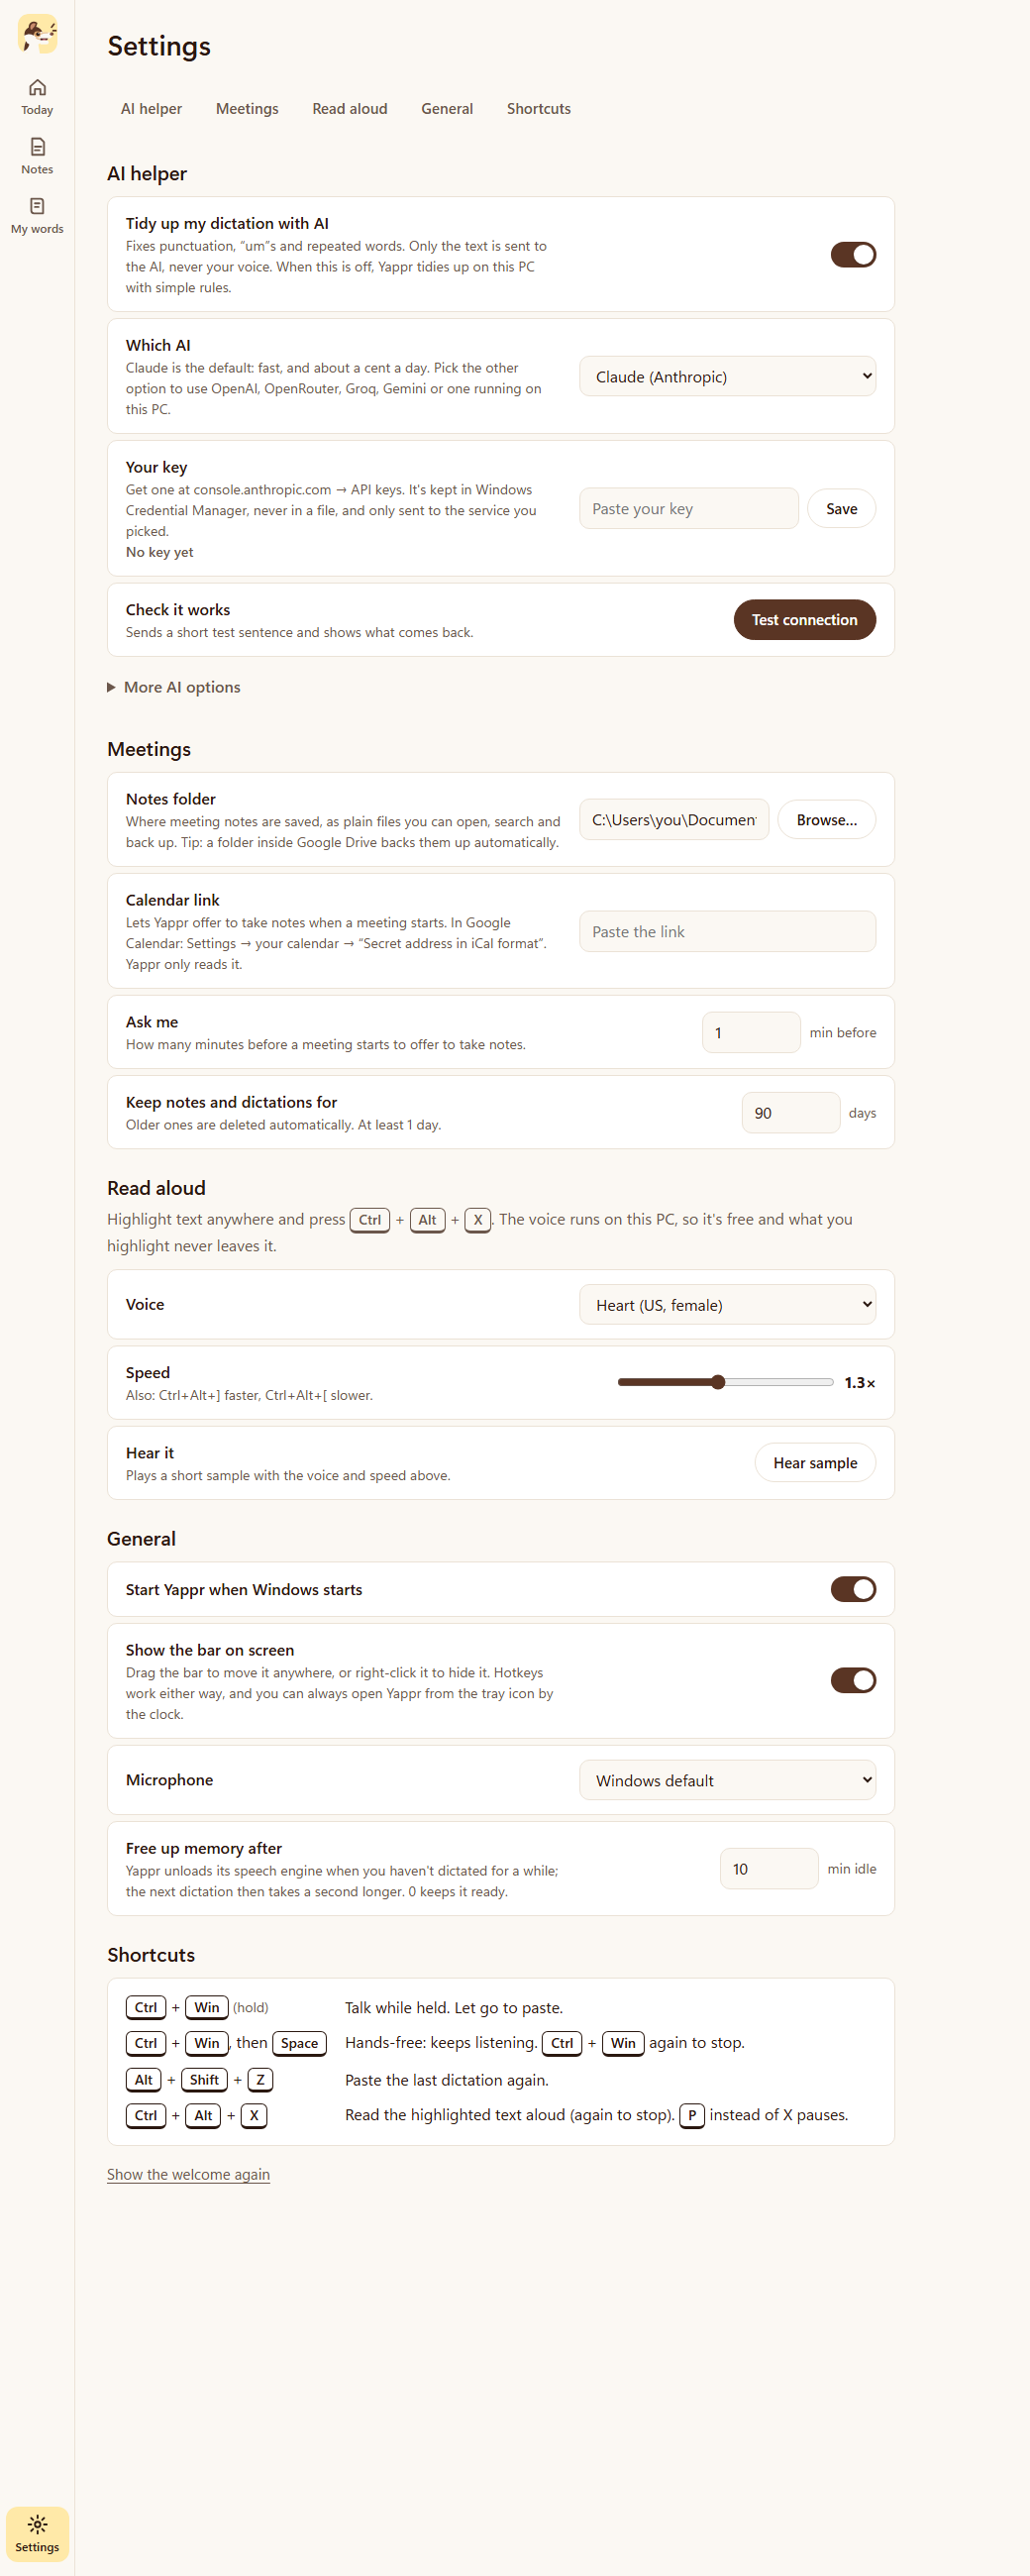 Settings
Today
Notes
My words
AI helper Meetings Read aloud General Shortcuts
AI helper
Tidy up my dictation with AI
Fixes punctuation, “um”s and repeated words. Only the text is sent to
the AI, never your voice. When this is off, Yappr tidies up on this PC
with simple rules.
Which AI
Claude is the default: fast, and about a cent a day. Pick the other
option to use OpenAI, OpenRouter, Groq, Gemini or one running on
this PC.
Claude (Anthropic)
Your key
Get one at console.anthropic.com → API keys. It's kept in Windows
Credential Manager, never in a file, and only sent to the service you
picked.
No key yet
Paste your key
Save
Check it works
Sends a short test sentence and shows what comes back.
Test connection
More AI options
Meetings
Notes folder
Where meeting notes are saved, as plain files you can open, search and
back up. Tip: a folder inside Google Drive backs them up automatically.
C:\Users\you\Documen
Browse...
Calendar link
Lets Yappr offer to take notes when a meeting starts. In Google
Calendar: Settings → your calendar → “Secret address in iCal format”.
Yappr only reads it.
Paste the link
Ask me
How many minutes before a meeting starts to offer to take notes.
1 min before
Keep notes and dictations for
Older ones are deleted automatically. At least 1 day.
90 days
Read aloud
Highlight text anywhere and press Ctrl + Alt + X. The voice runs on this PC, so it's free and what you
highlight never leaves it.
Voice
Heart (US, female)
Speed
Also: Ctrl+Alt+] faster, Ctrl+Alt+[ slower.
1.3×
Hear it
Plays a short sample with the voice and speed above.
Hear sample
General
Start Yappr when Windows starts
Show the bar on screen
Drag the bar to move it anywhere, or right-click it to hide it. Hotkeys
work either way, and you can always open Yappr from the tray icon by
the clock.
Microphone
Windows default
Free up memory after
Yappr unloads its speech engine when you haven't dictated for a while;
the next dictation then takes a second longer. 0 keeps it ready.
10 min idle
Shortcuts
Ctrl + Win (hold) Talk while held. Let go to paste.
Ctrl + Win, then Space Hands-free: keeps listening. Ctrl + Win again to stop.
Alt + Shift + Z Paste the last dictation again.
Ctrl + Alt + X Read the highlighted text aloud (again to stop). P instead of X pauses.
Show the welcome again
Settings